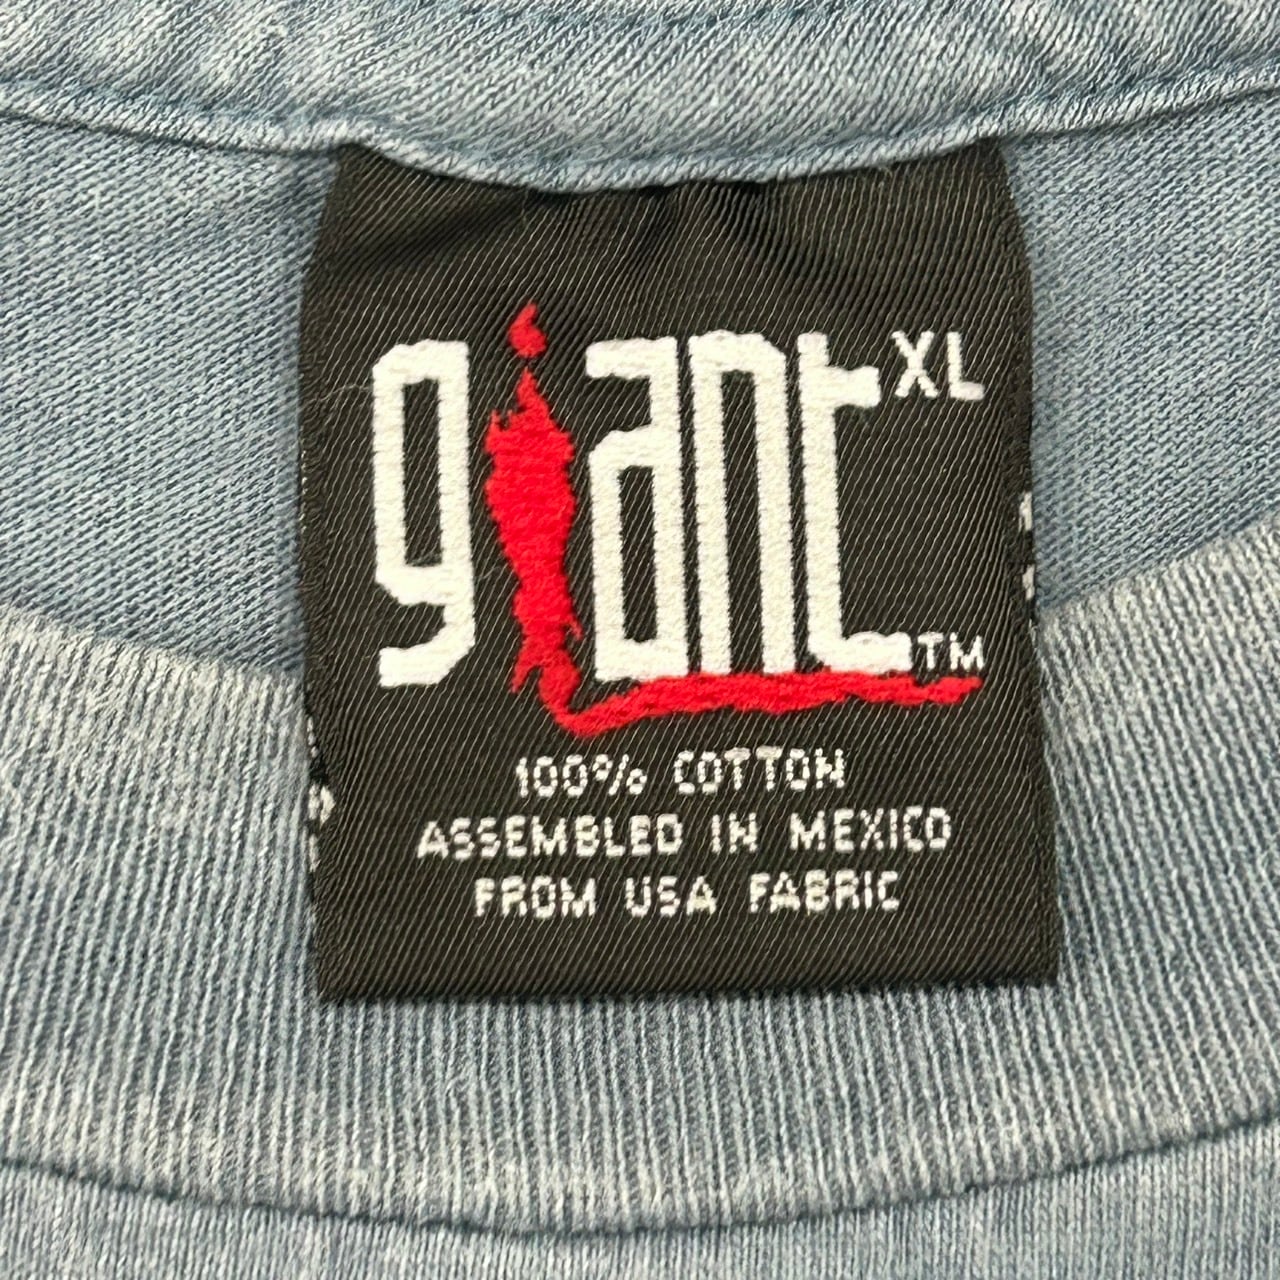 giant XL
TM
100% COTTON
ASSEMBLED IN MEXICO
FROM USA FABRIC